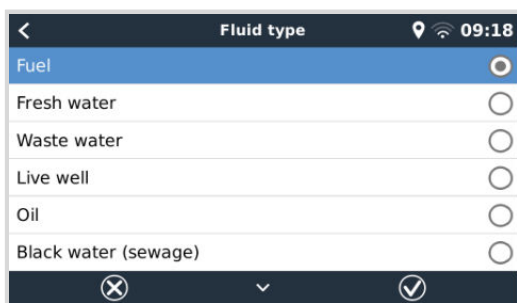 Fluid type 09:18
Fuel
Fresh water
Waste water
Live well
Oil
Black water (sewage)